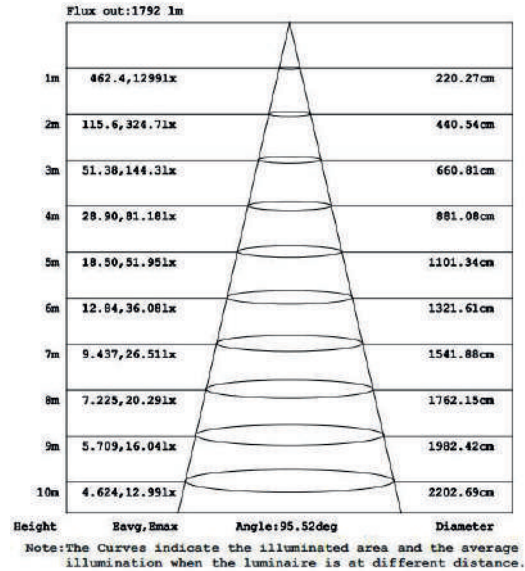 Flux out:1792 lm
1m 462.4,1299lx 220.27cm
2m 115.6,324.7lx 440.54cm
3m 51.38,144.3lx 660.81cm
4m 28.90,81.18lx 881.08cm
5m 18.50,51.95lx 1101.34cm
6m 12.84,36.08lx 1321.61cm
7m 9.437,26.51lx 1541.88cm
8m 7.225,20.29lx 1762.15cm
9m 5.709,16.04lx 1982.42cm
10m 4.624,12.99lx 2202.69cm
Height Eavg,Emax Angle:95.52deg Diameter
Note:The Curves indicate the illuminated area and the average
illumination when the luminaire is at different distance.